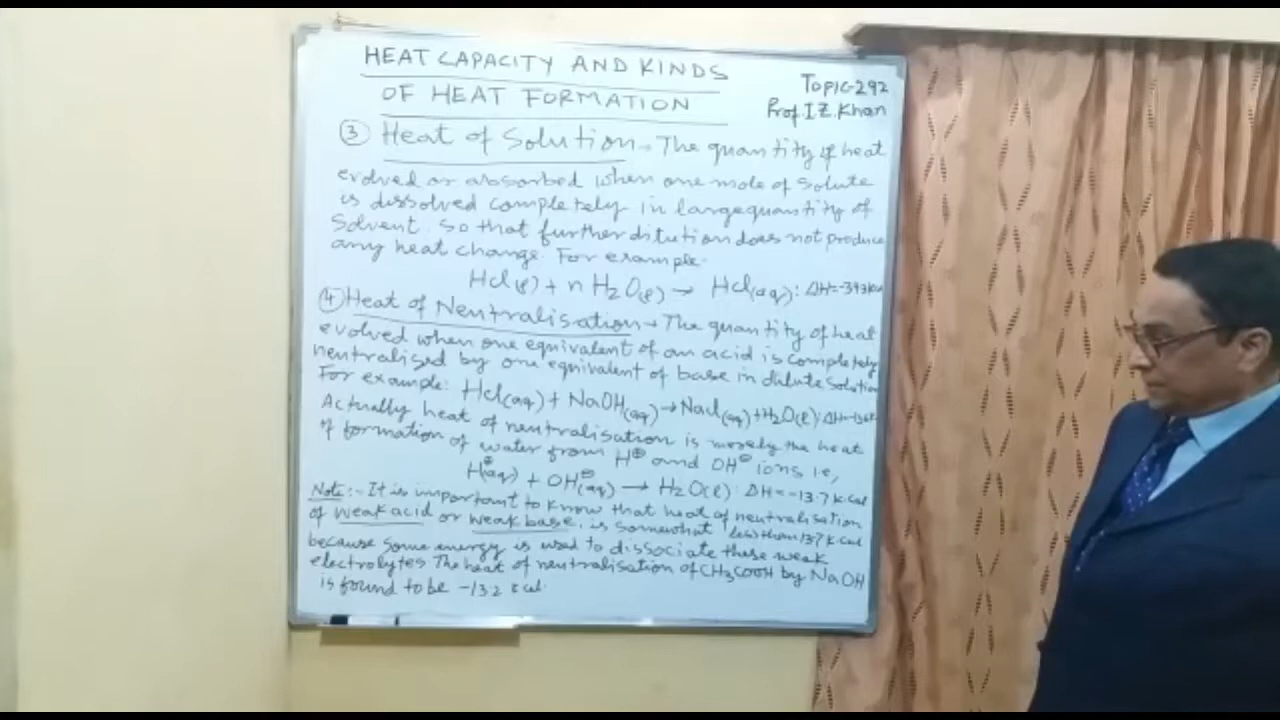 HEAT CAPACITY AND KINDS
OF HEAT FORMATION
TOPIC-292
Prof. I.Z. Khan
③ Heat of Solution → The quantity of heat
evolved or absorbed when one mole of solute
is dissolved completely in large quantity of
Solvent. So that further dilution does not produce
any heat change. For example-
Hcl(g) + n H2O(l) → Hcl(aq): ΔH=-393
④ Heat of Neutralisation → The quantity of heat
evolved when one equivalent of an acid is completely
neutralised by one equivalent of base in dilute solution
For example: Hcl(aq) + NaOH(aq) → Nacl(aq) + H2O(l):
Actually heat of neutralisation is merely the heat
of formation of water from H⊕ and OH⊖ ions i.e,
H⊕(aq) + OH⊖(aq) → H2O(l): ΔH = -13.7 k.cal
Note:- It is important to know that heat of neutralisation
of weak acid or weak base. is somewhat less than 13.7 k.cal
because some energy is used to dissociate these weak
electrolytes The heat of neutralisation of CH3COOH by NaOH
is found to be -13.2 kcal.